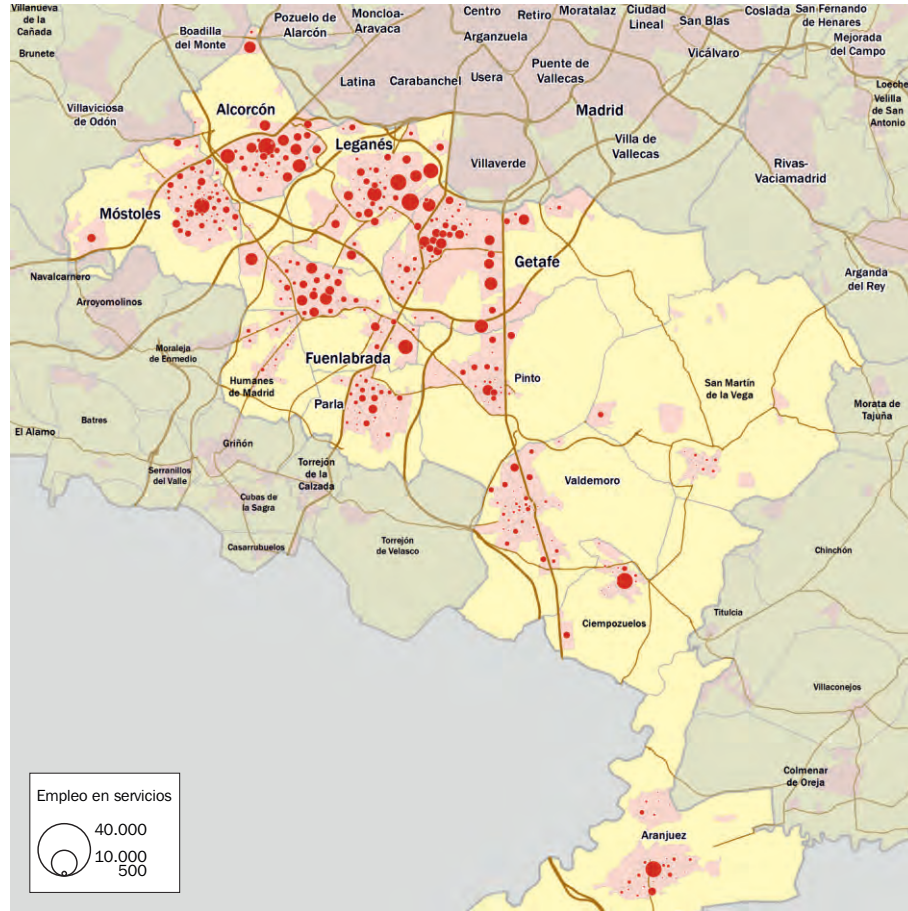 Villanueva
de la
Cañada
Brunete
Boadilla
del Monte
Pozuelo de
Alarcón
Moncloa-
Aravaca
Centro
Retiro
Moratalaz
Ciudad
Lineal
San Blas
Coslada
San Fernando
de Henares
Arganzuela
Vicálvaro
Mejorada
del Campo
Latina
Carabanchel
Usera
Puente de
Vallecas
Loeche
Velilla
de San
Antonio
Villaviciosa
de Odón
Alcorcón
Madrid
Leganés
Villa de
Vallecas
Villaverde
Rivas-
Vaciamadrid
Móstoles
Getafe
Navalcarnero
Arroyomolinos
Arganda
del Rey
Moraleja
de Enmedio
Fuenlabrada
Humanes
de Madrid
Pinto
San Martín
de la Vega
Parla
Morata de
Tajuña
Batres
El Alamo
Griñón
Serranillos
del Valle
Torrejón
de la
Calzada
Valdemoro
Cubas de
la Sagra
Casarrubuelos
Torrejón
de Velasco
Chinchón
Titulcia
Ciempozuelos
Villaconejos
Colmenar
de Oreja
Aranjuez
Empleo en servicios
40.000
10.000
500